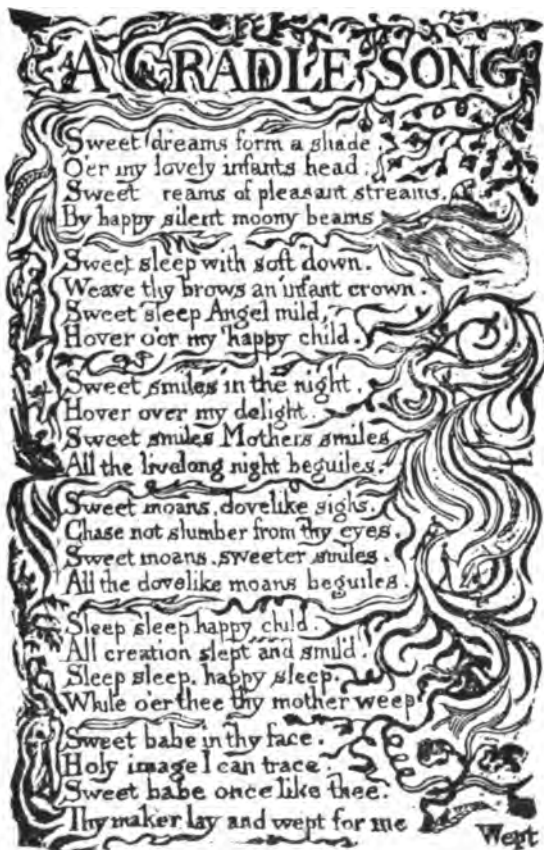 A CRADLE SONG
Sweet dreams form a shade.
O'er my lovely infants head.
Sweet reams of pleasant streams.
By happy silent moony beams
Sweet sleep with soft down.
Weave thy brows an infant crown.
Sweet sleep Angel mild,
Hover o'er my happy child.
Sweet smiles in the night.
Hover over my delight.
Sweet smiles Mothers smiles
All the livelong night beguiles.
Sweet moans, dovelike sighs.
Chase not slumber from thy eyes.
Sweet moans, sweeter smiles.
All the dovelike moans beguiles.
Sleep sleep happy child.
All creation slept and smil'd.
Sleep sleep, happy sleep.
While o'er thee thy mother weep
Sweet babe in thy face.
Holy image I can trace.
Sweet babe once like thee.
Thy maker lay and wept for me
Wept